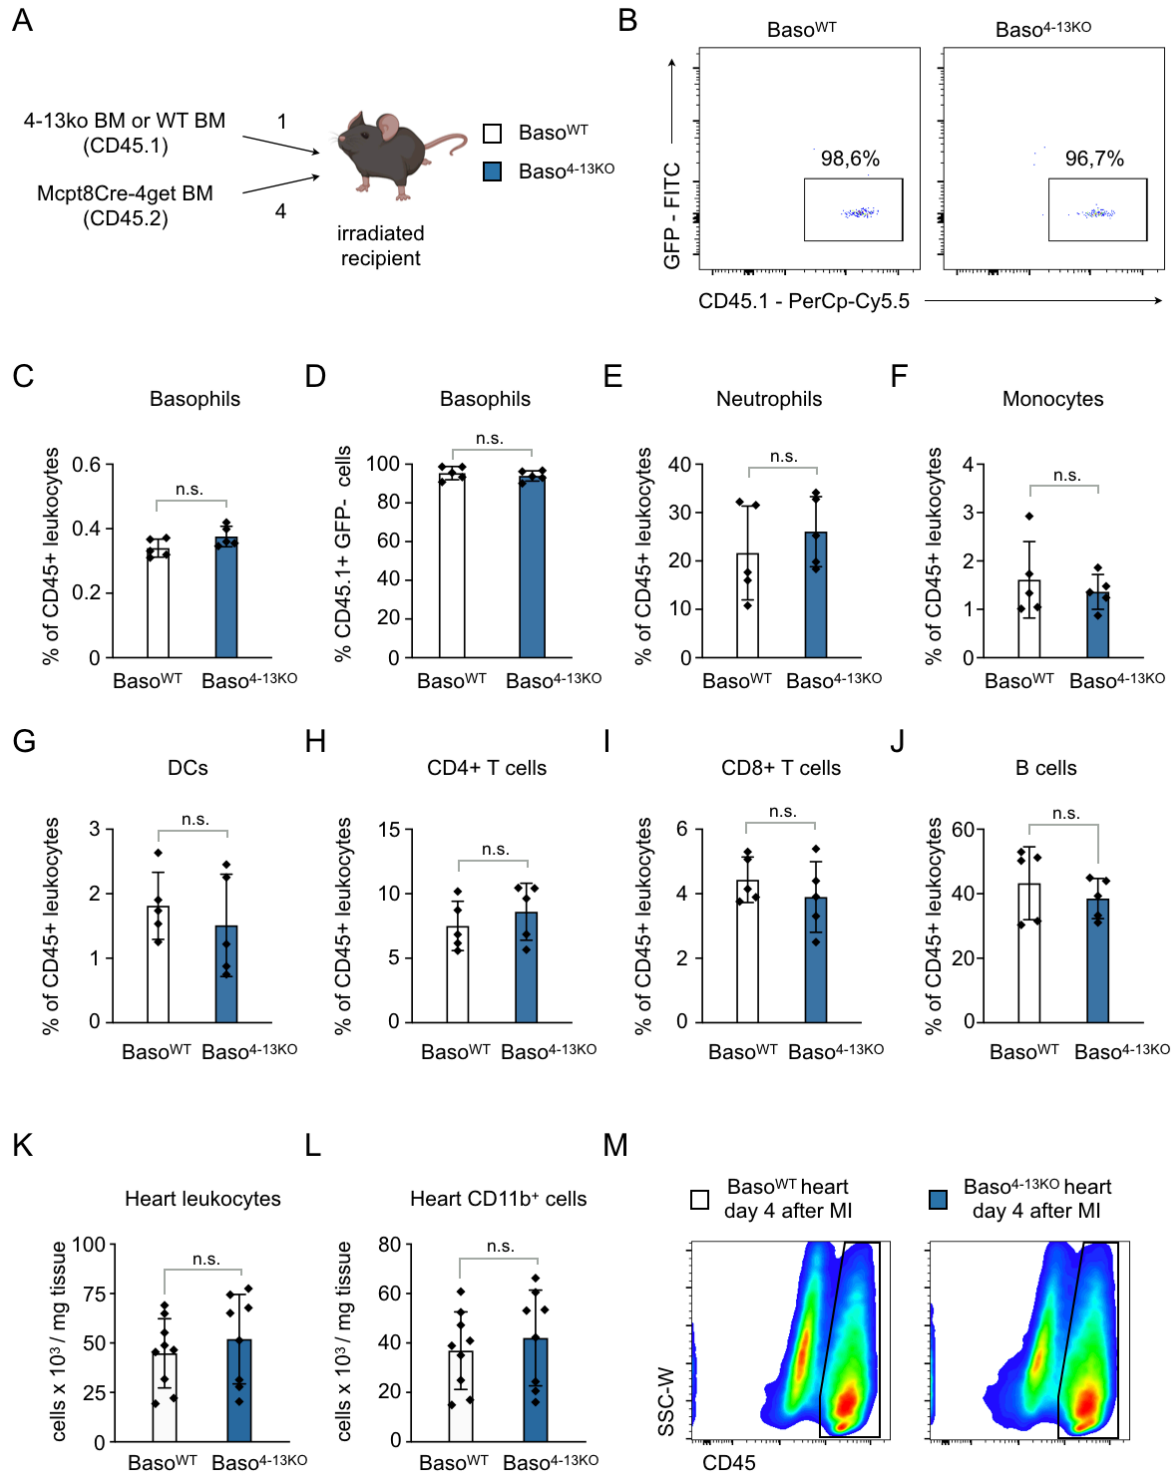 A
4-13ko BM or WT BM
(CD45.1)
1
Mcpt8Cre-4get BM
(CD45.2)
4
irradiated
recipient
BasoWT
Baso4-13KO
B
BasoWT
Baso4-13KO
98,6%
96,7%
GFP - FITC
CD45.1 - PerCp-Cy5.5
C
Basophils
% of CD45+ leukocytes
0.6
0.4
0.2
0
n.s.
BasoWT
Baso4-13KO
D
Basophils
% CD45.1+ GFP- cells
100
80
60
40
20
0
n.s.
BasoWT
Baso4-13KO
E
Neutrophils
% of CD45+ leukocytes
40
30
20
10
0
n.s.
BasoWT
Baso4-13KO
F
Monocytes
% of CD45+ leukocytes
4
3
2
1
0
n.s.
BasoWT
Baso4-13KO
G
DCs
% of CD45+ leukocytes
3
2
1
0
n.s.
BasoWT
Baso4-13KO
H
CD4+ T cells
% of CD45+ leukocytes
15
10
5
0
n.s.
BasoWT
Baso4-13KO
I
CD8+ T cells
% of CD45+ leukocytes
6
4
2
0
n.s.
BasoWT
Baso4-13KO
J
B cells
% of CD45+ leukocytes
60
40
20
0
n.s.
BasoWT
Baso4-13KO
K
Heart leukocytes
cells x 10³ / mg tissue
100
75
50
25
0
n.s.
BasoWT
Baso4-13KO
L
Heart CD11b⁺ cells
cells x 10³ / mg tissue
80
60
40
20
0
n.s.
BasoWT
Baso4-13KO
M
BasoWT heart
day 4 after MI
Baso4-13KO heart
day 4 after MI
SSC-W
CD45